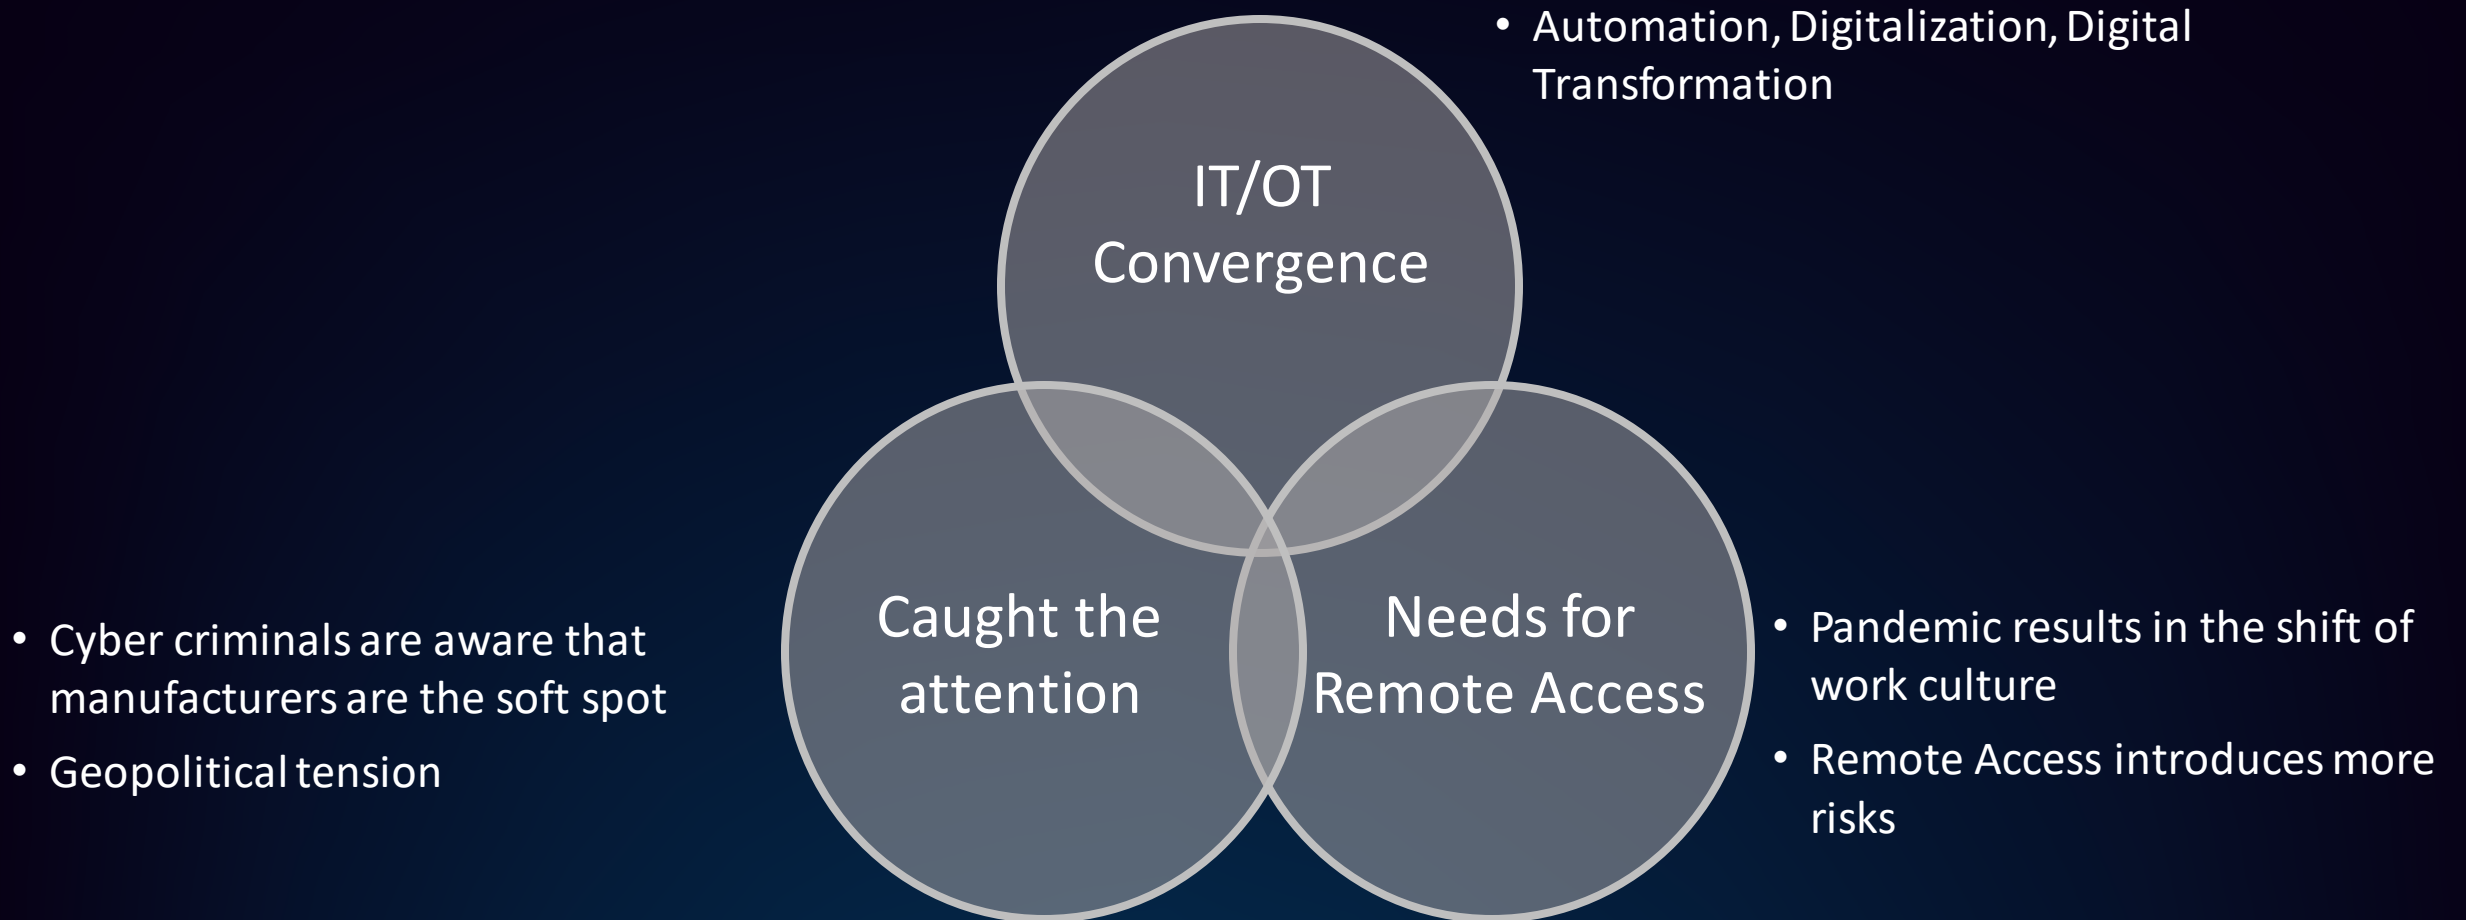 • Automation, Digitalization, Digital
Transformation
IT/OT
Convergence
Caught the
attention
Needs for
Remote Access
• Cyber criminals are aware that
manufacturers are the soft spot
• Geopolitical tension
• Pandemic results in the shift of
work culture
• Remote Access introduces more
risks